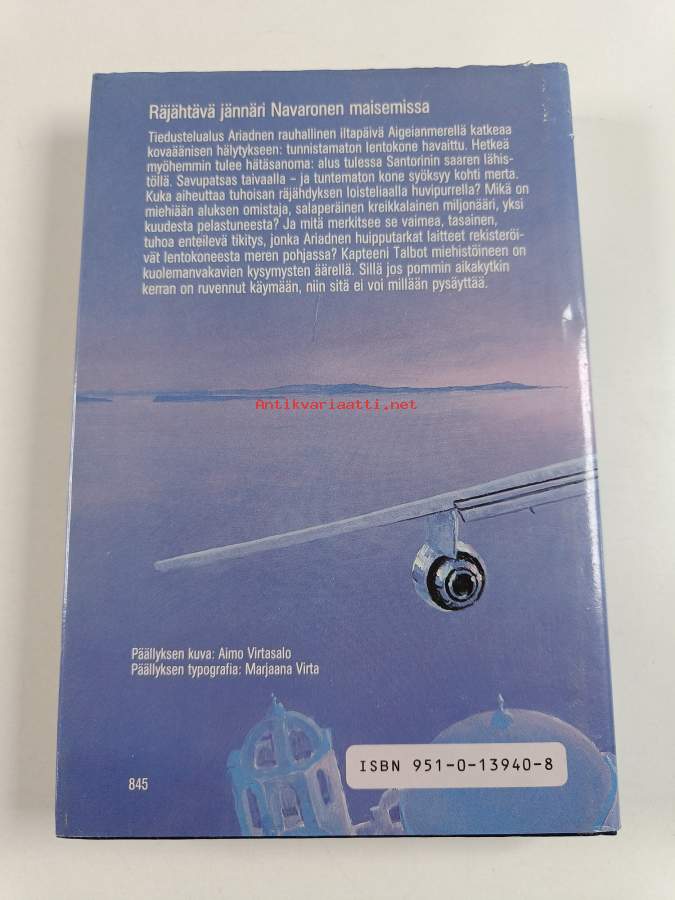 Räjähtävä jännäri Navaronen maisemissa
Tiedustelualus Ariadnen rauhallinen iltapäivä Aigeianmerellä katkeaa
kovaääniseen hälytykseen: tunnistamaton lentokone havaittu. Hetkeä
myöhemmin tulee hätäsanoma: alus tulessa Santorinin saaren lähis-
töllä. Savupatsas taivaalla – ja tuntematon kone syöksyy kohti merta.
Kuka aiheuttaa tuhoisan räjähdyksen loisteliaalla huvipurrella? Mikä on
miehiään aluksen omistaja, salaperäinen kreikkalainen miljonääri, yksi
kuudesta pelastuneesta? Ja mitä merkitsee se vaimea, tasainen,
tuhoa enteilevä tikitys, jonka Ariadnen huipputarkat laitteet rekisteröi-
vät lentokoneesta meren pohjassa? Kapteeni Talbot miehistöineen on
kuolemanvakavien kysymysten äärellä. Sillä jos pommin aikakytkin
kerran on ruvennut käymään, niin sitä ei voi millään pysäyttää.
Antikvariaatti.net
Päällyksen kuva: Aimo Virtasalo
Päällyksen typografia: Marjaana Virta
ISBN 951-0-13940-8
845